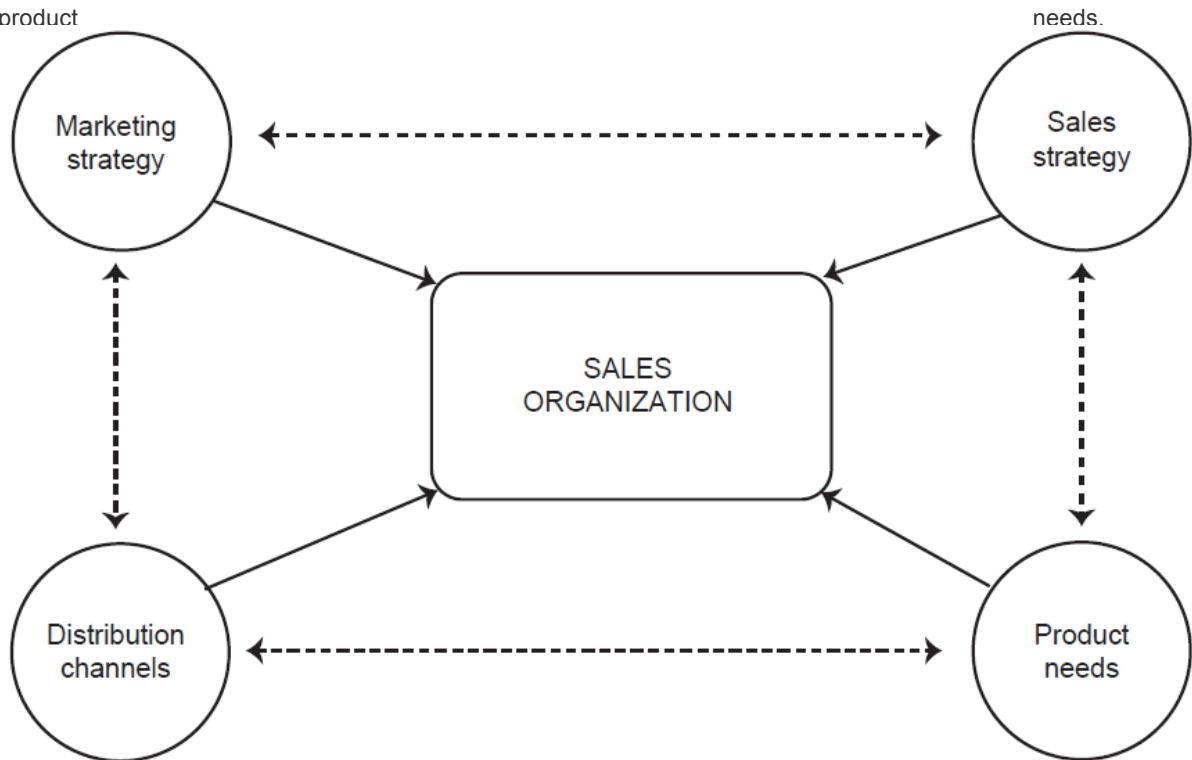 product needs.
Marketing
strategy
Sales
strategy
SALES
ORGANIZATION
Distribution
channels
Product
needs